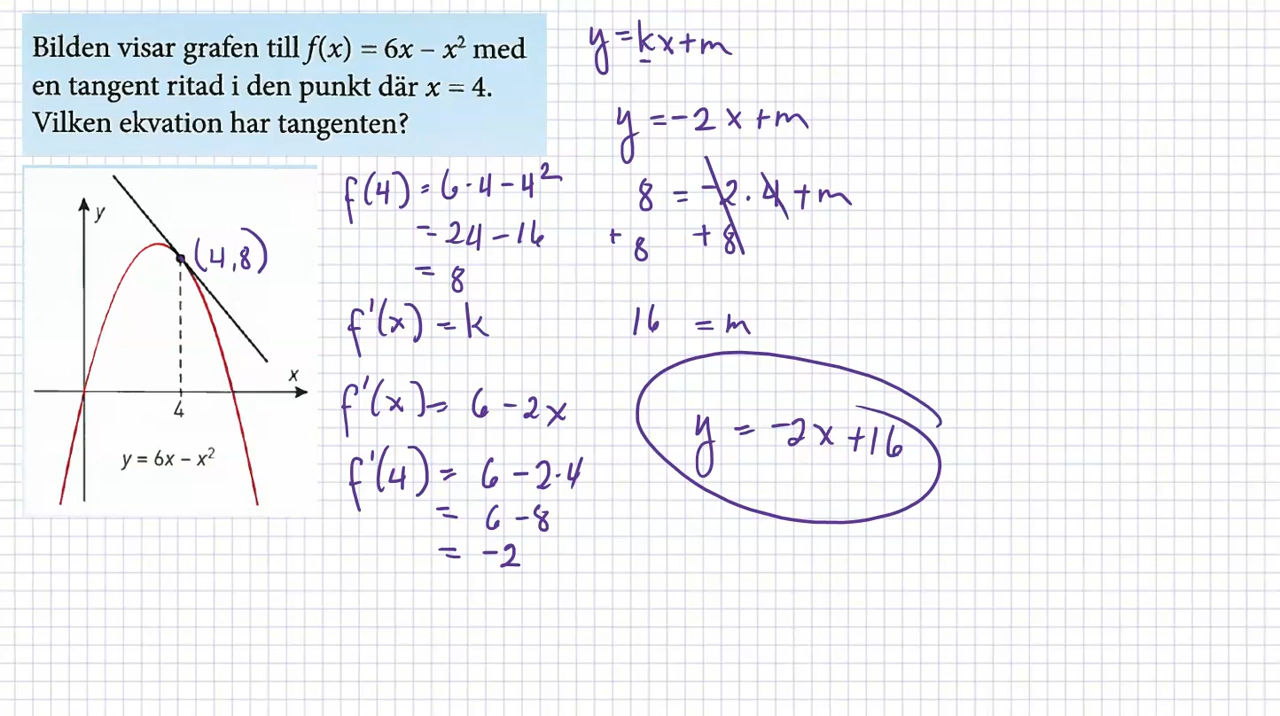 Bilden visar grafen till f(x) = 6x – x² med
en tangent ritad i den punkt där x = 4.
Vilken ekvation har tangenten?
y
(4,8)
x
4
y = 6x – x²
f(4) = 6·4 – 4²
= 24 – 16
= 8
f'(x) = k
f'(x) = 6 – 2x
f'(4) = 6 – 2·4
= 6 – 8
= –2
y = kx + m
y = –2x + m
8 = –2·4 + m
+8 +8
16 = m
y = –2x + 16